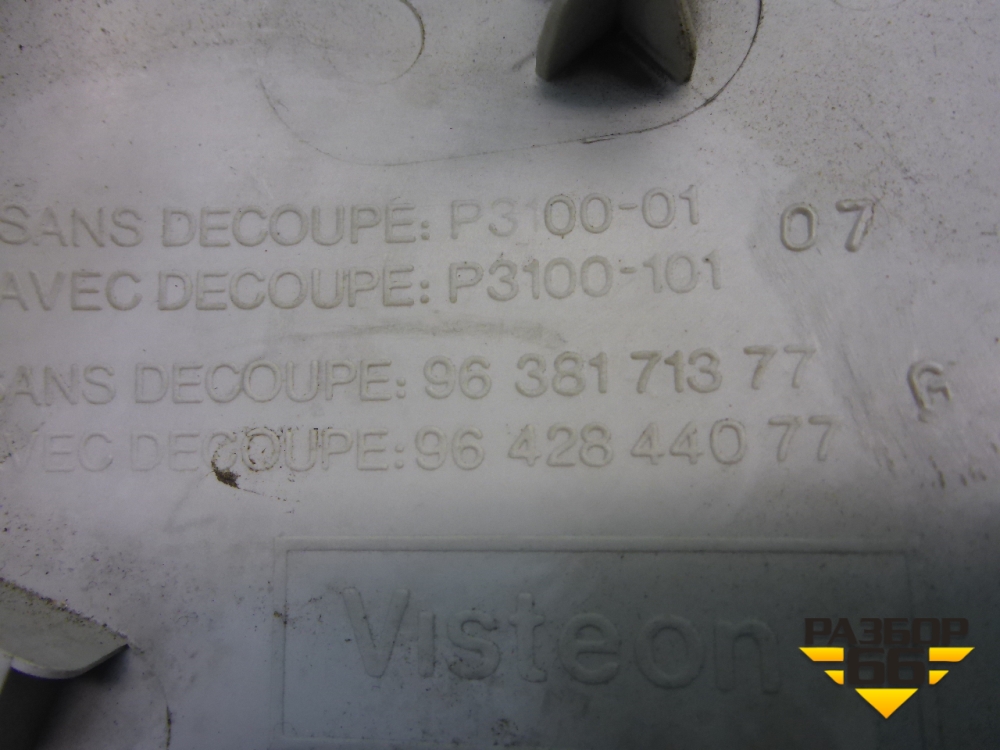 SANS DECOUPE: P3100-01 07
AVEC DECOUPE: P3100-101
SANS DECOUPE: 96 381 713 77 G
AVEC DECOUPE: 96 428 440 77
Visteon
РАЗБОР
66